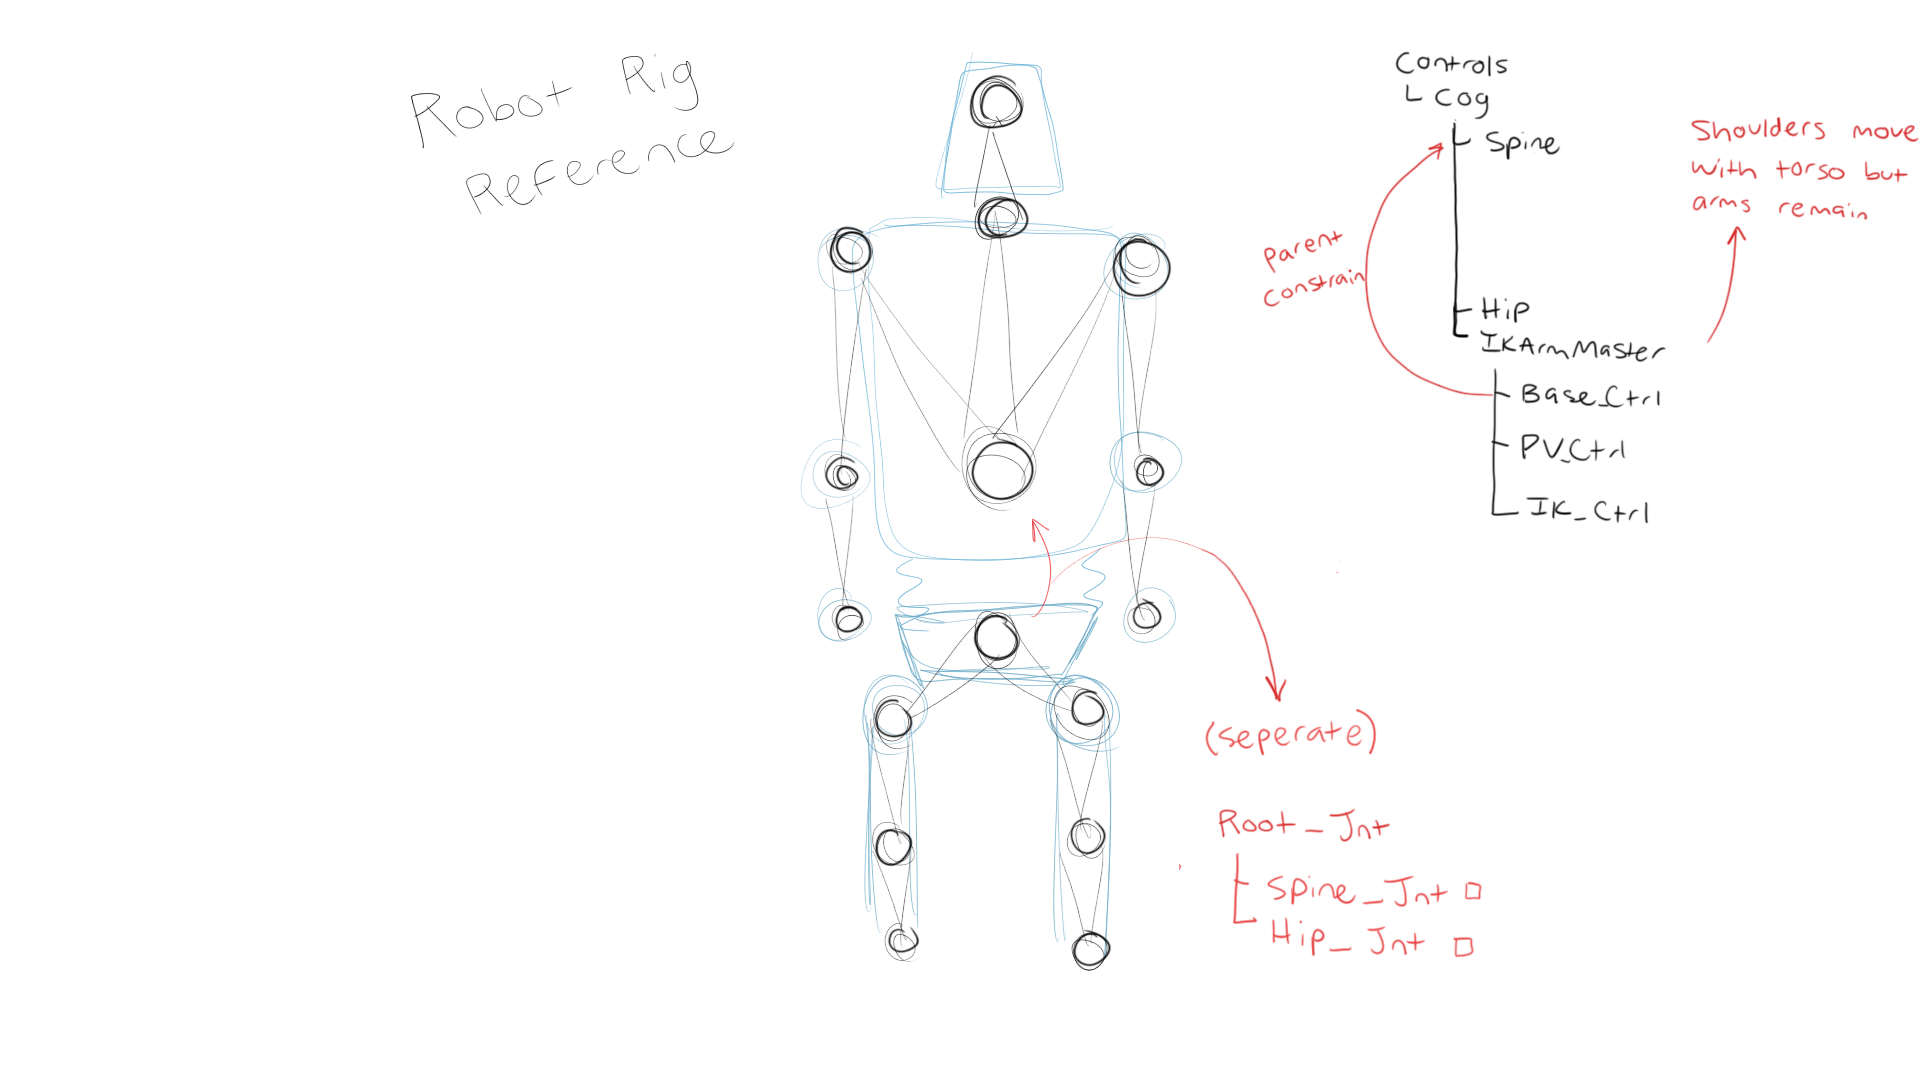 Robot Rig
Reference
Controls
Cog
Spine
Hip
IKArmMaster
Base_Ctrl
PV_Ctrl
IK_Ctrl
Parent
constrain
Shoulders move
with torso but
arms remain
(seperate)
Root_Jnt
Spine_Jnt
Hip_Jnt